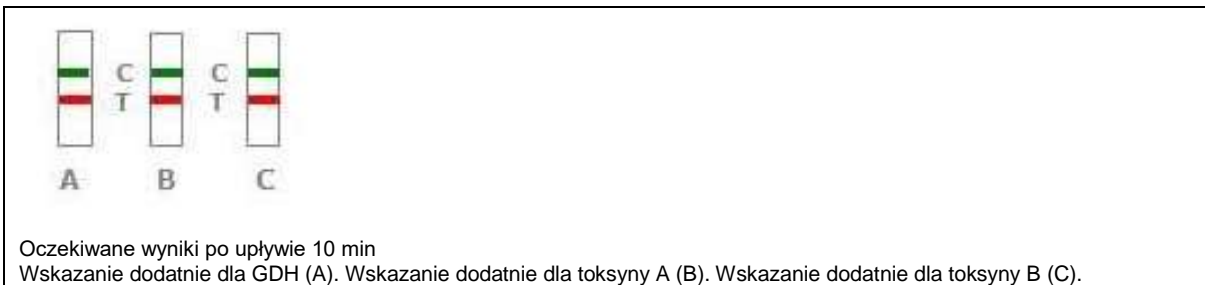 C C
T T
A B C
Oczekiwane wyniki po upływie 10 min
Wskazanie dodatnie dla GDH (A). Wskazanie dodatnie dla toksyny A (B). Wskazanie dodatnie dla toksyny B (C).